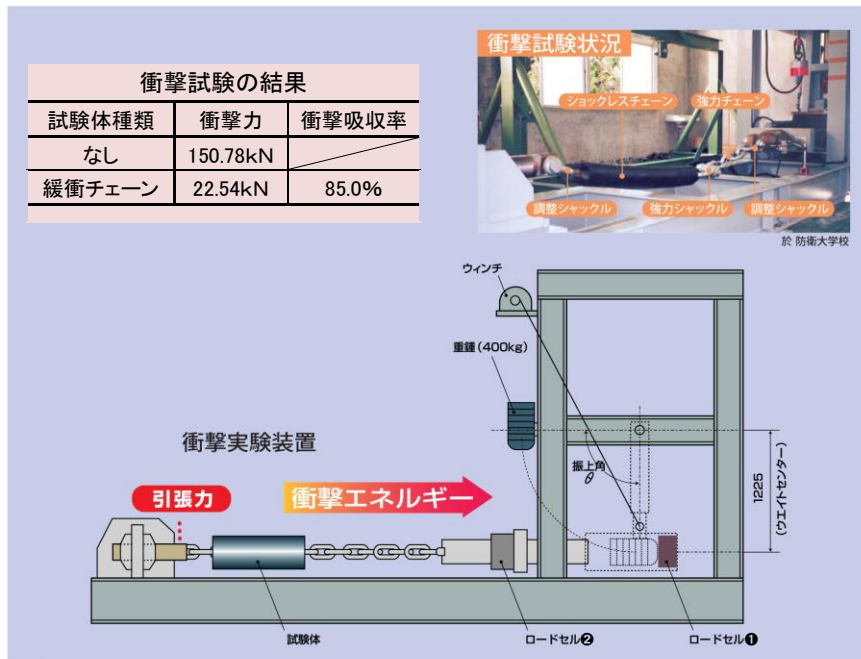 衝撃試験の結果
試験体種類 衝撃力 衝撃吸収率
なし 150.78kN
緩衝チェーン 22.54kN 85.0%
衝撃試験状況
ショックレスチェーン 強力チェーン
調整シャックル 強力シャックル 調整シャックル
於 防衛大学校
ウィンチ
重錘(400kg)
衝撃実験装置
振上角
θ
1225
(ウエイトセンター)
引張力
衝撃エネルギー
試験体
ロードセル❷
ロードセル❶